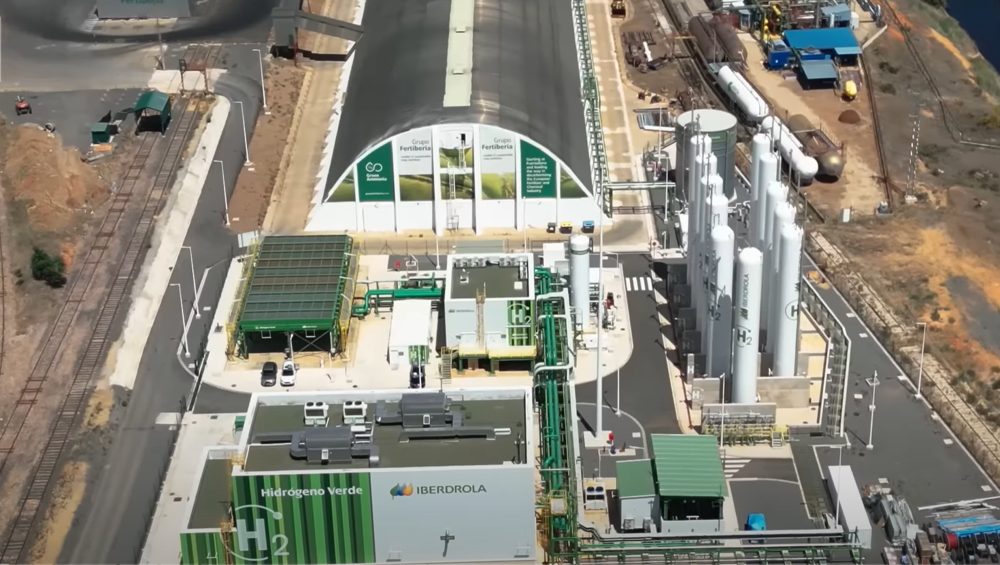 Fertiberia
Grupo
Fertiberia
Grupo
Fertiberia
Green
Ammonia
Starting at
Puertollano
and leading
the way in
decarbonising
the European
Fertilizer and
Chemical
Industry
IBERDROLA
H2
H2
IBERDROLA
H2
H
Hidrógeno Verde
IBERDROLA
H2